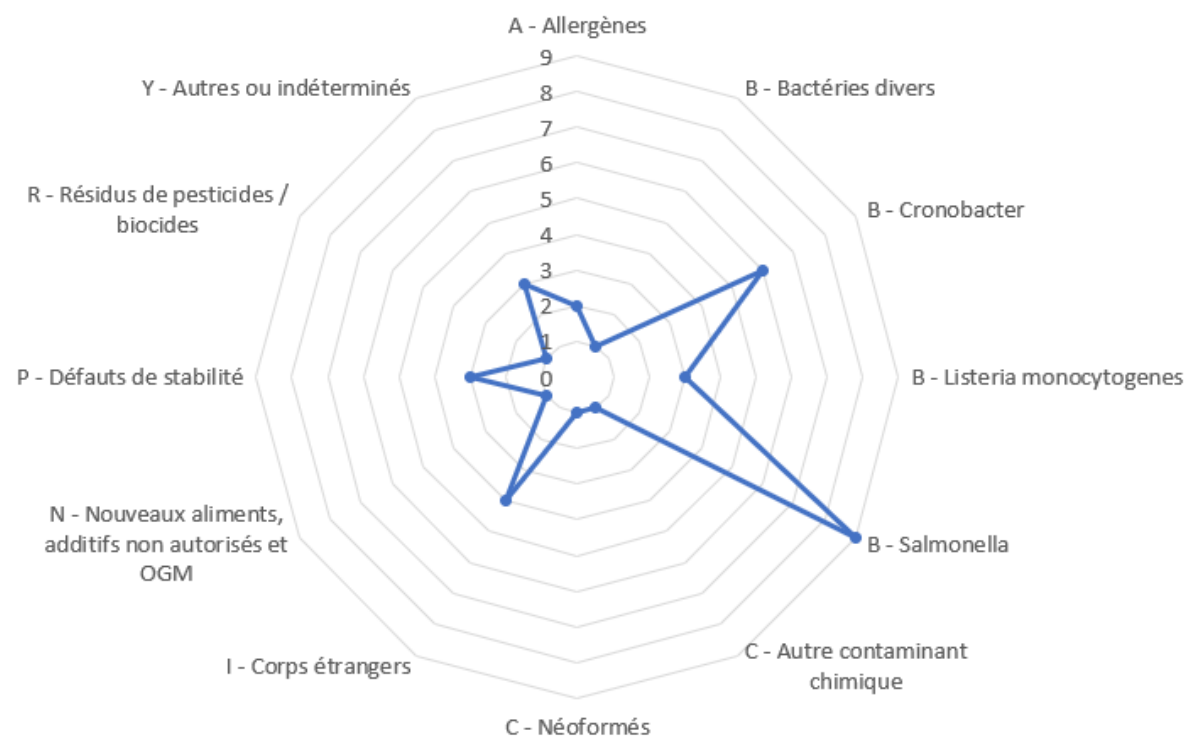 A - Allergènes
9
8
7
6
5
4
3
2
1
0
B - Bactéries divers
B - Cronobacter
B - Listeria monocytogenes
B - Salmonella
C - Autre contaminant
chimique
C - Néoformés
I - Corps étrangers
N - Nouveaux aliments,
additifs non autorisés et
OGM
P - Défauts de stabilité
R - Résidus de pesticides /
biocides
Y - Autres ou indéterminés